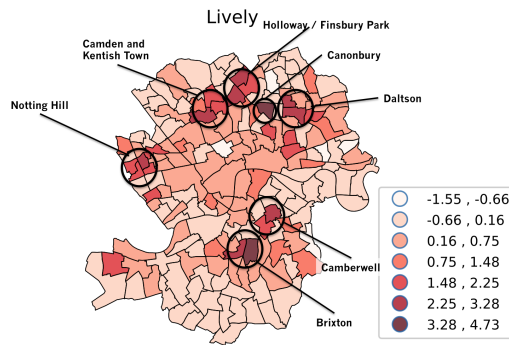 Lively
Holloway / Finsbury Park
Camden and
Kentish Town
Canonbury
Daltson
Notting Hill
Camberwell
Brixton
-1.55 , -0.66
-0.66 , 0.16
0.16 , 0.75
0.75 , 1.48
1.48 , 2.25
2.25 , 3.28
3.28 , 4.73